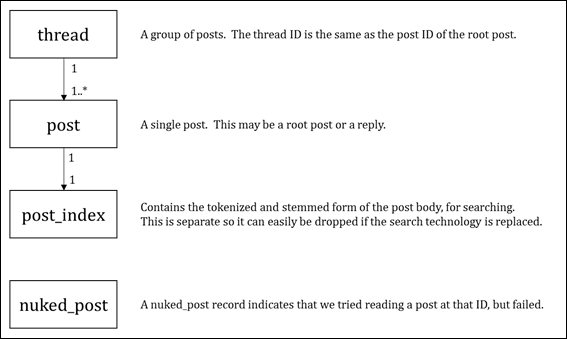 thread
A group of posts.  The thread ID is the same as the post ID of the root post.
1
1..*
post
A single post.  This may be a root post or a reply.
1
1
post_index
Contains the tokenized and stemmed form of the post body, for searching.
This is separate so it can easily be dropped if the search technology is replaced.
nuked_post
A nuked_post record indicates that we tried reading a post at that ID, but failed.